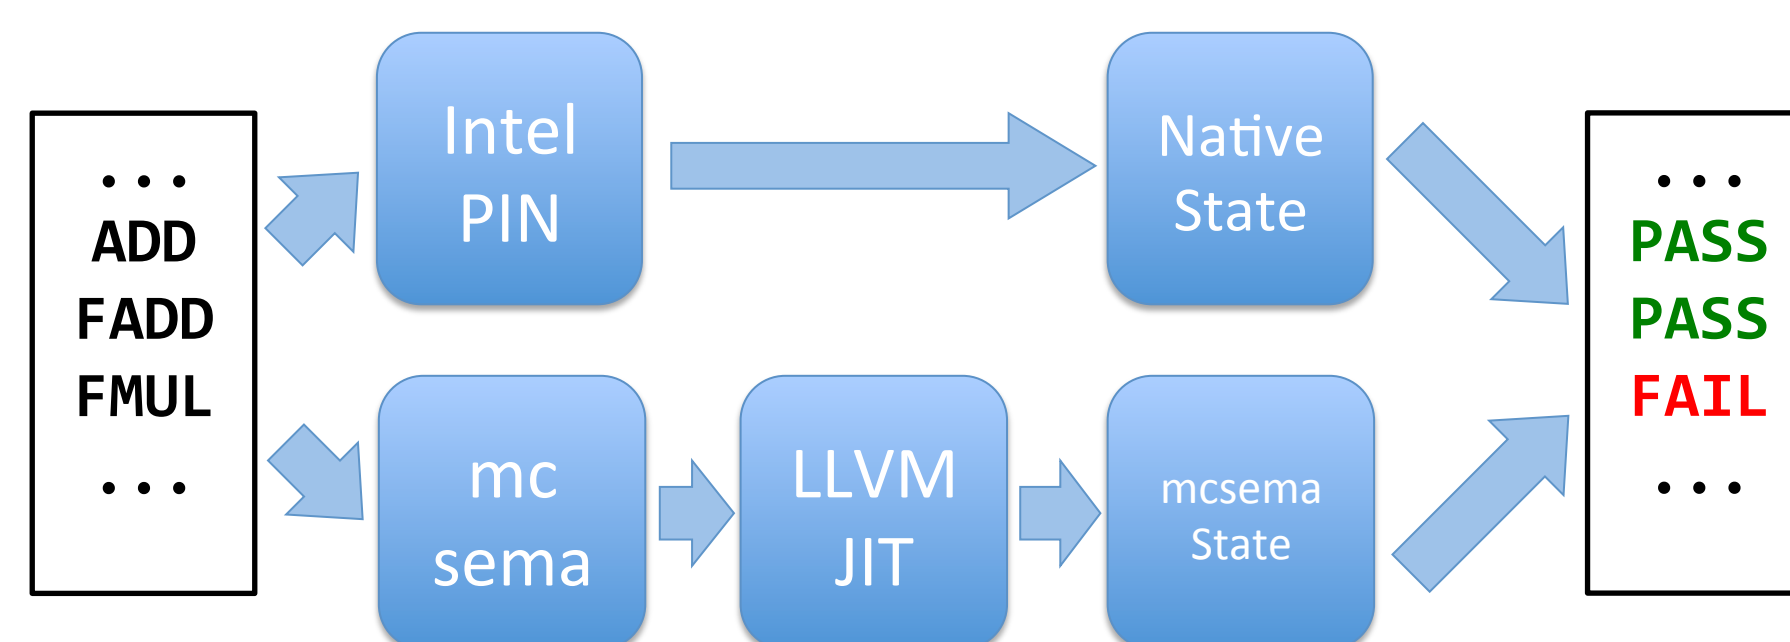 ...
ADD
FADD
FMUL
...
Intel
PIN
Native
State
mc
sema
LLVM
JIT
mcsema
State
...
PASS
PASS
FAIL
...